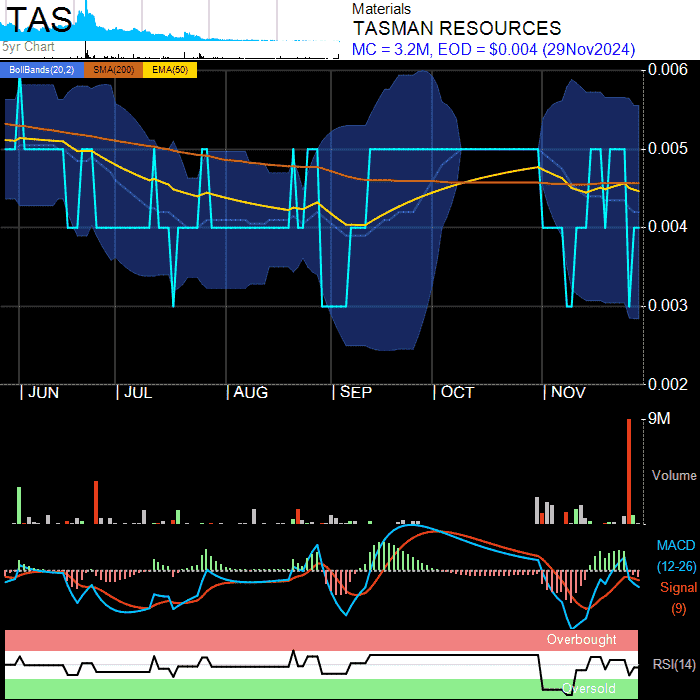 TAS
5yr Chart
Materials
TASMAN RESOURCES
MC = 3.2M, EOD = $0.004 (29Nov2024)
BollBands(20,2) SMA(200) EMA(50)
0.006
0.005
0.004
0.003
0.002
| JUN | JUL | AUG | SEP | OCT | NOV
9M
Volume
MACD
(12-26)
Signal
(9)
Overbought
RSI(14)
Oversold